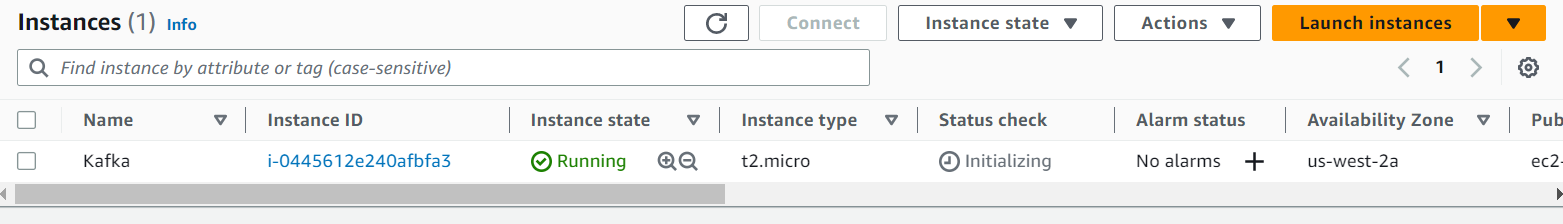 Instances (1) Info Connect Instance state Actions Launch instances
Find instance by attribute or tag (case-sensitive) 1
Name Instance ID Instance state Instance type Status check Alarm status Availability Zone Pub
Kafka i-0445612e240afbfa3 Running t2.micro Initializing No alarms + us-west-2a ec2-